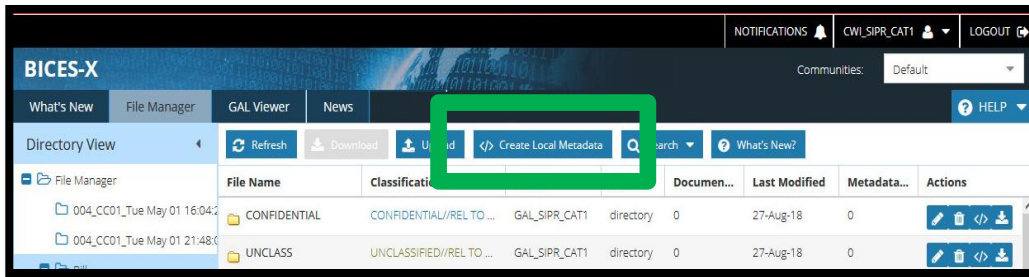 NOTIFICATIONS CWI_SIPR_CAT1 LOGOUT
BICES-X Communities: Default
What's New File Manager GAL Viewer News HELP
Directory View Refresh Download Create Local Metadata What's New?
File Manager File Name Documen... Last Modified Metadata... Actions
004_CC01_Tue May 01 16:04:2 CONFIDENTIAL CONFIDENTIAL//REL TO ... GAL_SIPR_CAT1 directory 0 27-Aug-18 0
004_CC01_Tue May 01 21:48:0 UNCLASS UNCLASSIFIED//REL TO ... GAL_SIPR_CAT1 directory 0 27-Aug-18 0